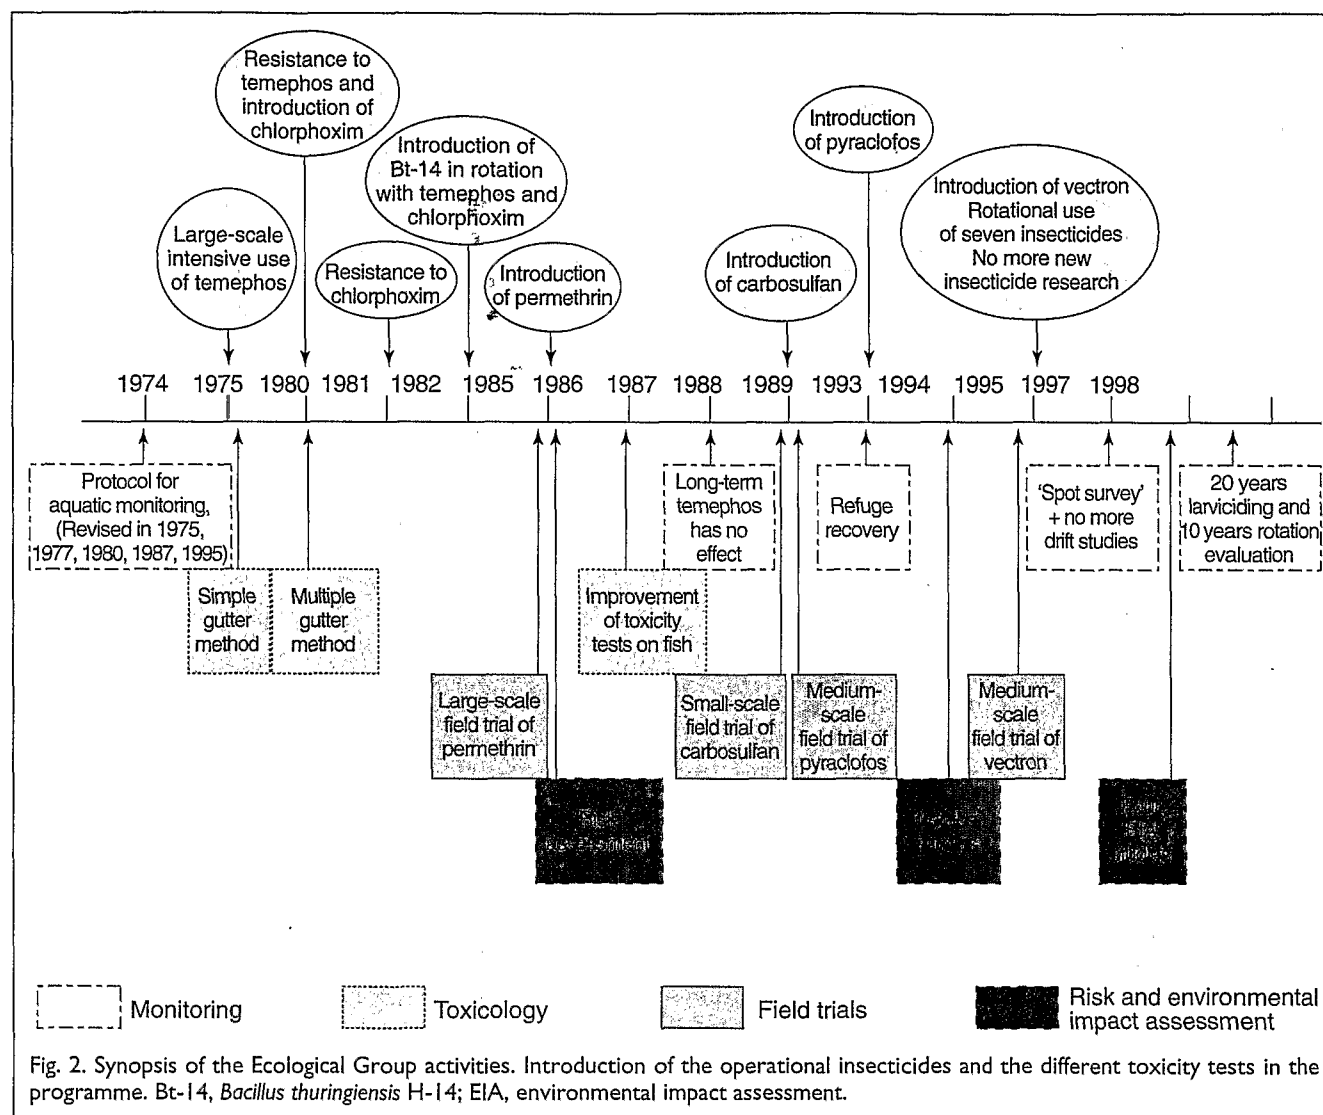 Resistance to
temephos and
introduction of
chlorphoxim
Introduction of
Bt-14 in rotation
with temephos and
chlorphoxim
Introduction
of pyraclofos
Introduction of vectron
Rotational use
of seven insecticides
No more new
insecticide research
Large-scale
intensive use
of temephos
Resistance to
chlorphoxim
Introduction
of permethrin
Introduction
of carbosulfan
1974 1975 1980 1981 1982 1985 1986 1987 1988 1989 1993 1994 1995 1997 1998
Protocol for
aquatic monitoring,
(Revised in 1975,
1977, 1980, 1987, 1995)
Long-term
temephos
has no
effect
Refuge
recovery
'Spot survey'
+ no more
drift studies
20 years
larviciding and
10 years rotation
evaluation
Simple
gutter
method
Multiple
gutter
method
Improvement
of toxicity
tests on fish
Large-scale
field trial of
permethrin
Small-scale
field trial of
carbosulfan
Medium-
scale
field trial of
pyraclofos
Medium-
scale
field trial of
vectron
Monitoring
Toxicology
Field trials
Risk and environmental
impact assessment
Fig. 2. Synopsis of the Ecological Group activities. Introduction of the operational insecticides and the different toxicity tests in the
programme. Bt-14, Bacillus thuringiensis H-14; EIA, environmental impact assessment.